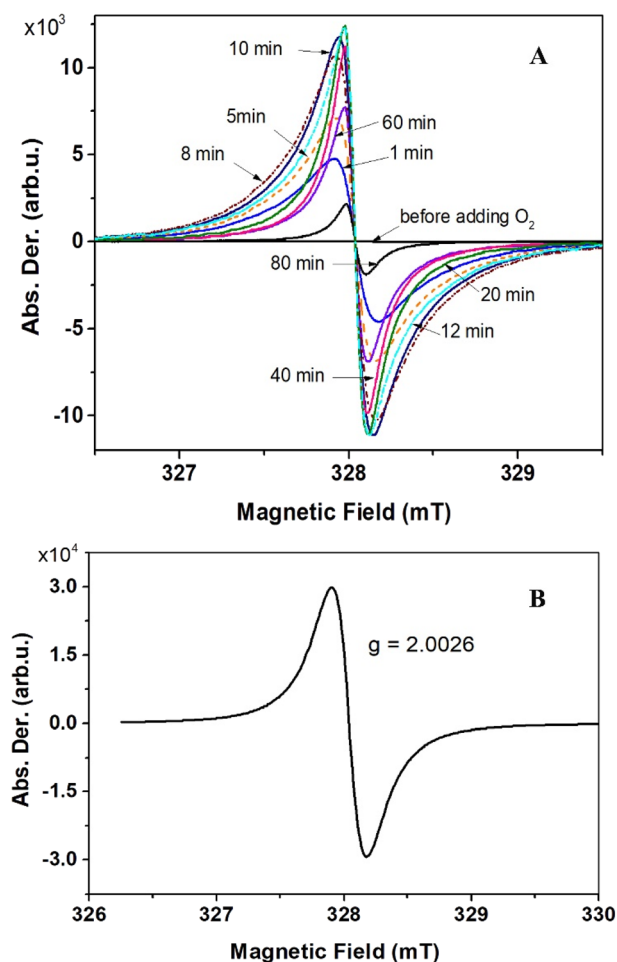 x10³
A
10 min
5min
8 min
60 min
1 min
before adding O₂
80 min
20 min
12 min
40 min
10
5
0
-5
-10
Abs. Der. (arb.u.)
327 328 329
Magnetic Field (mT)
x10⁴
B
g = 2.0026
3.0
1.5
0.0
-1.5
-3.0
Abs. Der. (arb.u.)
326 327 328 329 330
Magnetic Field (mT)